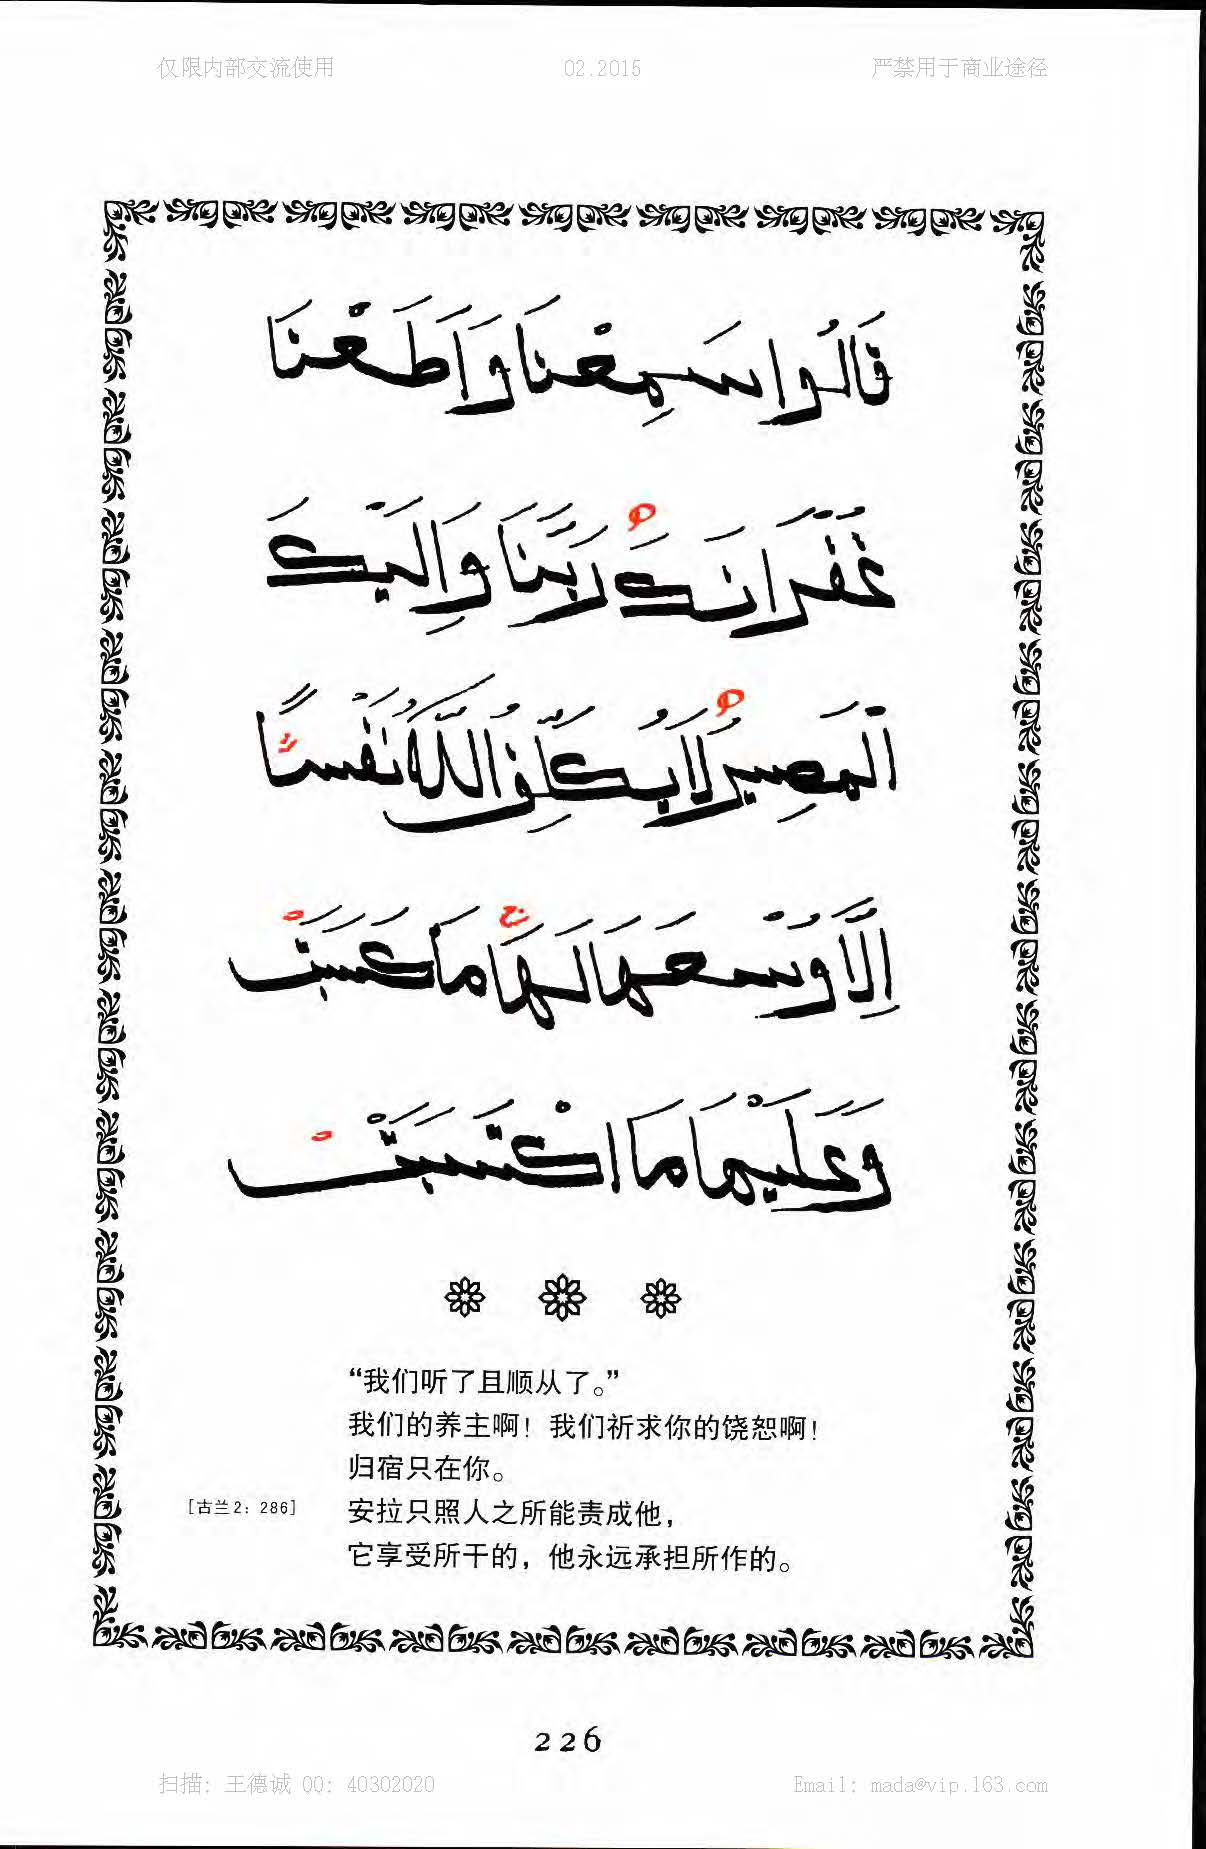 仅限内部交流使用 02.2015 严禁用于商业途径
قَالُوا سَمِعْنَا وَاَطَعْنَا
غُفْرَانَكَ رَبَّنَا وَاِلَيْكَ
الْمَصِيرُ لَا يُكَلِّفُ اللّٰهُ نَفْسًا
اِلَّا وُسْعَهَا لَهَا مَا كَسَبَتْ
وَعَلَيْهَا مَا اكْتَسَبَتْ
“我们听了且顺从了。”
我们的养主啊！我们祈求你的饶恕啊！
归宿只在你。
[古兰2：286] 安拉只照人之所能责成他，
它享受所干的，他永远承担所作的。
226
扫描：王德诚 QQ：40302020 Email：mada@vip.163.com